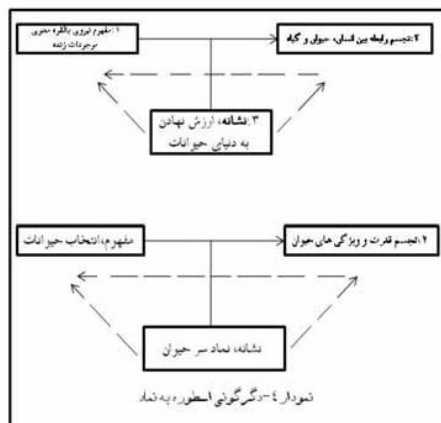 ۱: مفهوم نیروی بالقوه معنوی
موجودات زنده
۲: تجسم رابطه بین انسان، حیوان و گیاه
۳: نشانه، ارزش نهادن
به دنیای حیوانات
مفهوم، انتخاب حیوانات
۲، تجسم قدرت و ویژگی های حیوان
نشانه، نماد سر حیوان
نمودار ٤-دگرگونی اسطوره به نماد